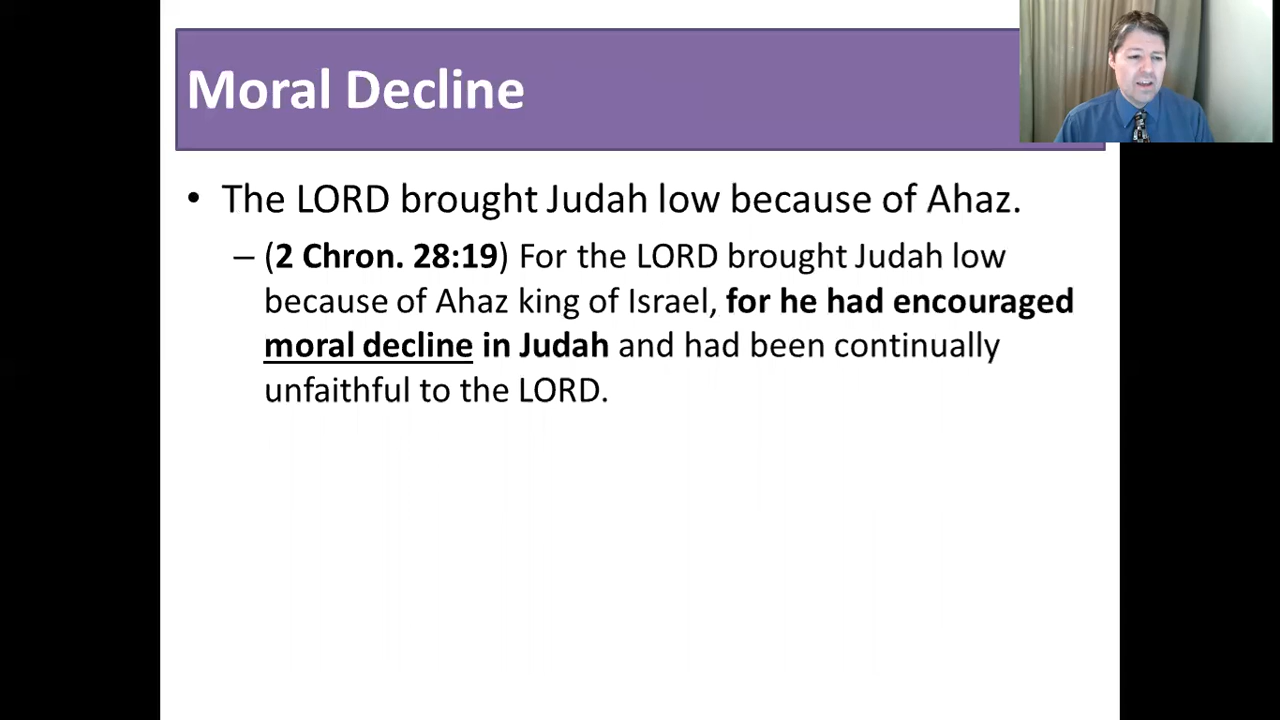 Moral Decline
• The LORD brought Judah low because of Ahaz.
– (2 Chron. 28:19) For the LORD brought Judah low
because of Ahaz king of Israel, for he had encouraged
moral decline in Judah and had been continually
unfaithful to the LORD.